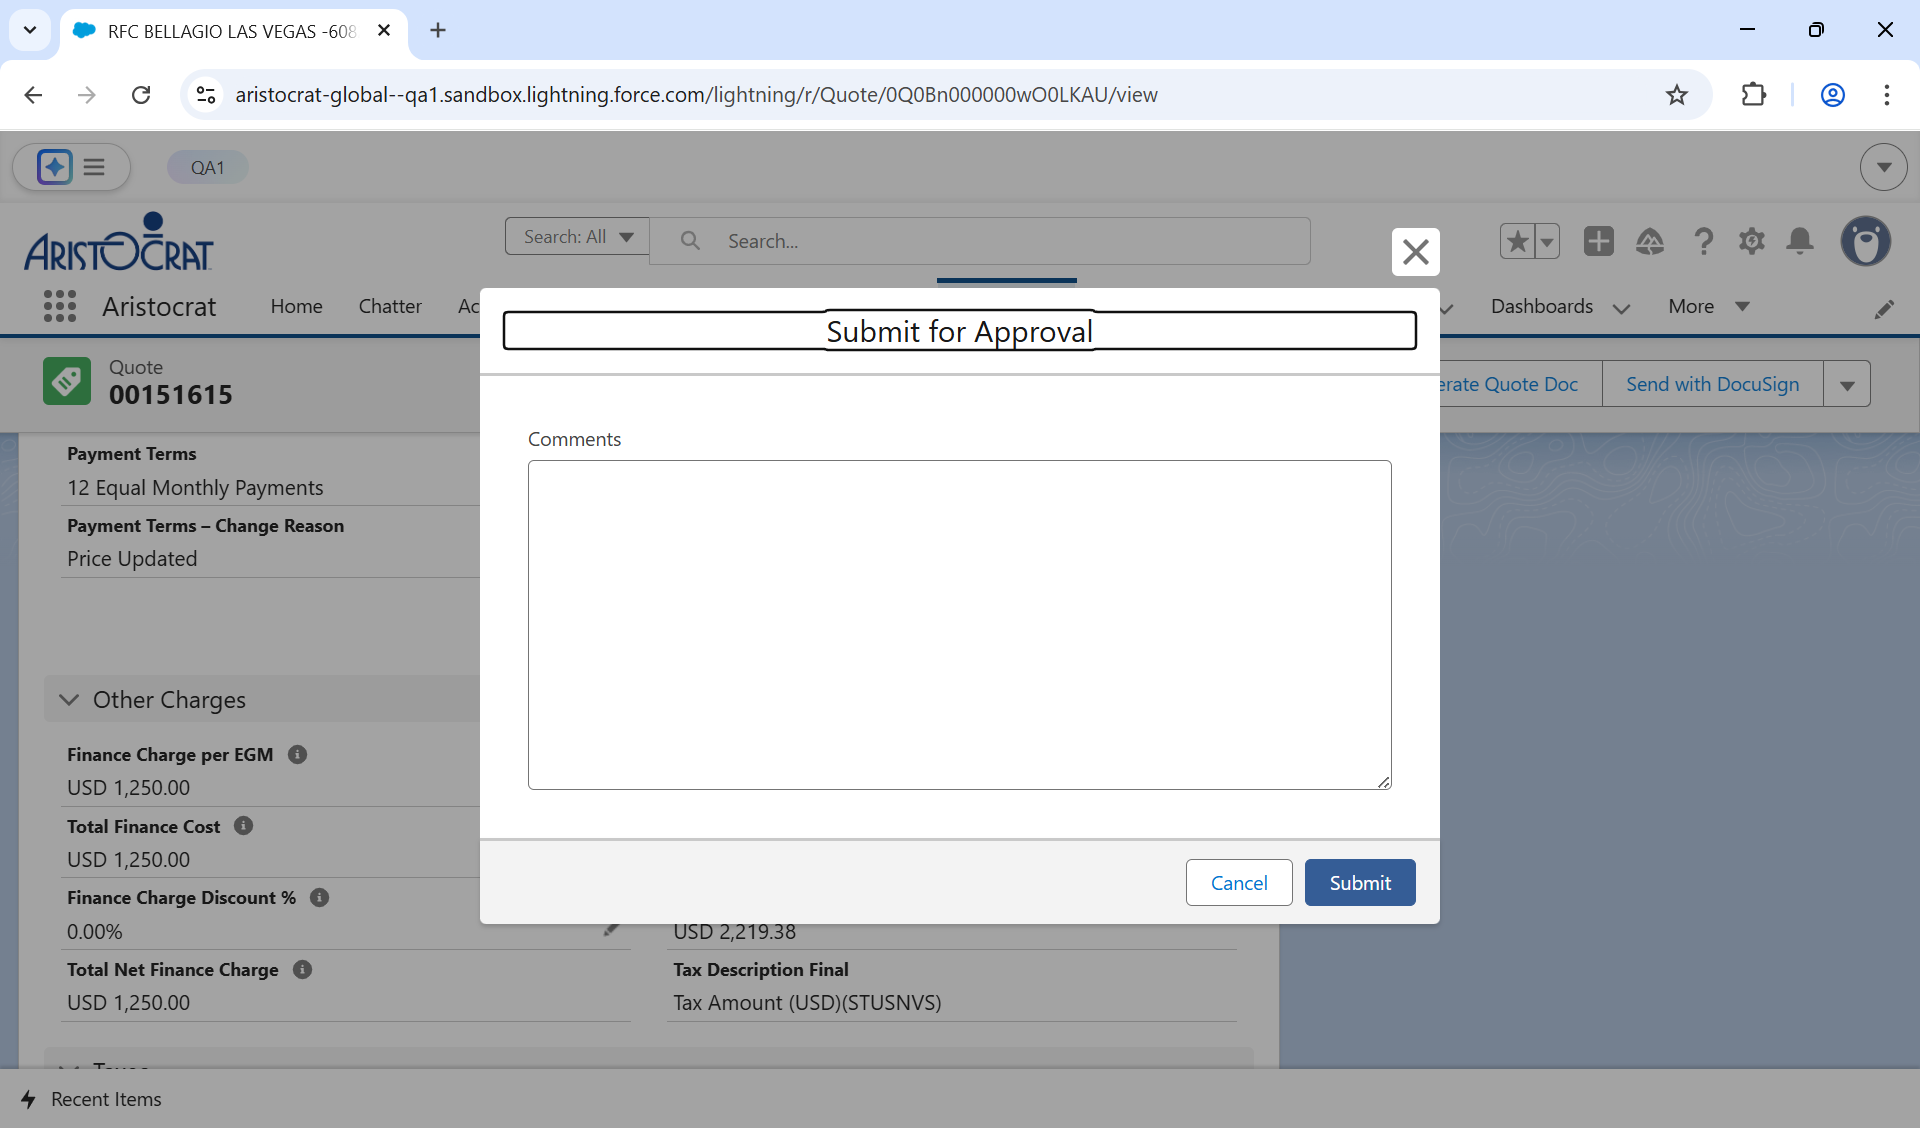 RFC BELLAGIO LAS VEGAS -608
aristocrat-global--qa1.sandbox.lightning.force.com/lightning/r/Quote/0Q0Bn000000wO0LKAU/view
QA1
ARISTOCRAT
Search: All
Search...
Aristocrat
Home
Chatter
Ac
Dashboards
More
Quote
00151615
erate Quote Doc
Send with DocuSign
Submit for Approval
Comments
Cancel
Submit
Payment Terms
12 Equal Monthly Payments
Payment Terms – Change Reason
Price Updated
Other Charges
Finance Charge per EGM
USD 1,250.00
Total Finance Cost
USD 1,250.00
Finance Charge Discount %
0.00%
USD 2,219.38
Total Net Finance Charge
USD 1,250.00
Tax Description Final
Tax Amount (USD)(STUSNVS)
Recent Items